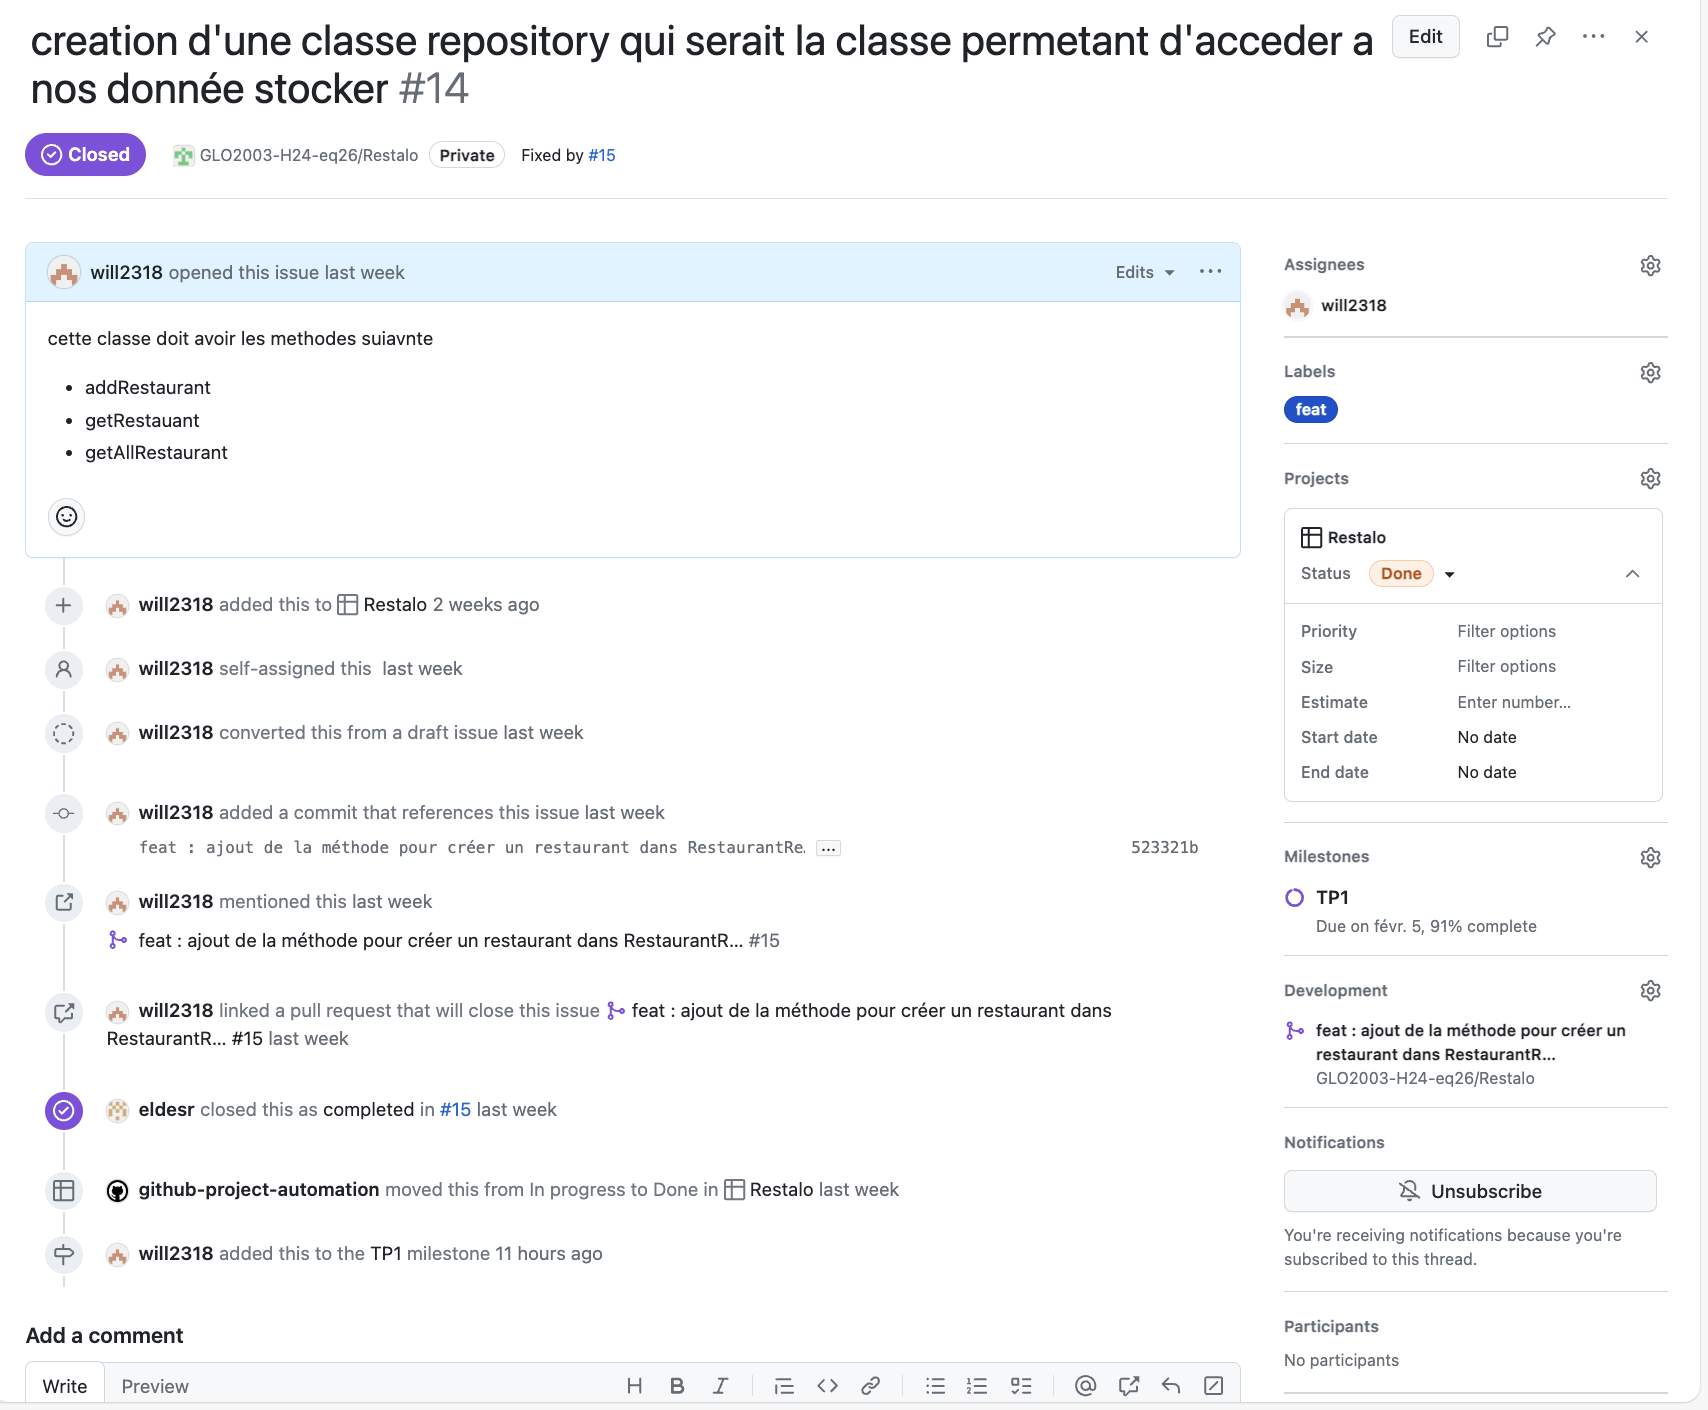 creation d'une classe repository qui serait la classe permetant d'acceder a
nos donnée stocker #14
Edit
Closed
GLO2003-H24-eq26/Restalo
Private
Fixed by #15
will2318 opened this issue last week
Edits
cette classe doit avoir les methodes suiavnte
addRestaurant
getRestauant
getAllRestaurant
will2318 added this to Restalo 2 weeks ago
will2318 self-assigned this last week
will2318 converted this from a draft issue last week
will2318 added a commit that references this issue last week
feat : ajout de la méthode pour créer un restaurant dans RestaurantRe. …
523321b
will2318 mentioned this last week
feat : ajout de la méthode pour créer un restaurant dans RestaurantR... #15
will2318 linked a pull request that will close this issue feat : ajout de la méthode pour créer un restaurant dans
RestaurantR... #15 last week
eldesr closed this as completed in #15 last week
github-project-automation moved this from In progress to Done in Restalo last week
will2318 added this to the TP1 milestone 11 hours ago
Add a comment
Write
Preview
Assignees
will2318
Labels
feat
Projects
Restalo
Status
Done
Priority
Filter options
Size
Filter options
Estimate
Enter number...
Start date
No date
End date
No date
Milestones
TP1
Due on févr. 5, 91% complete
Development
feat : ajout de la méthode pour créer un
restaurant dans RestaurantR...
GLO2003-H24-eq26/Restalo
Notifications
Unsubscribe
You're receiving notifications because you're
subscribed to this thread.
Participants
No participants